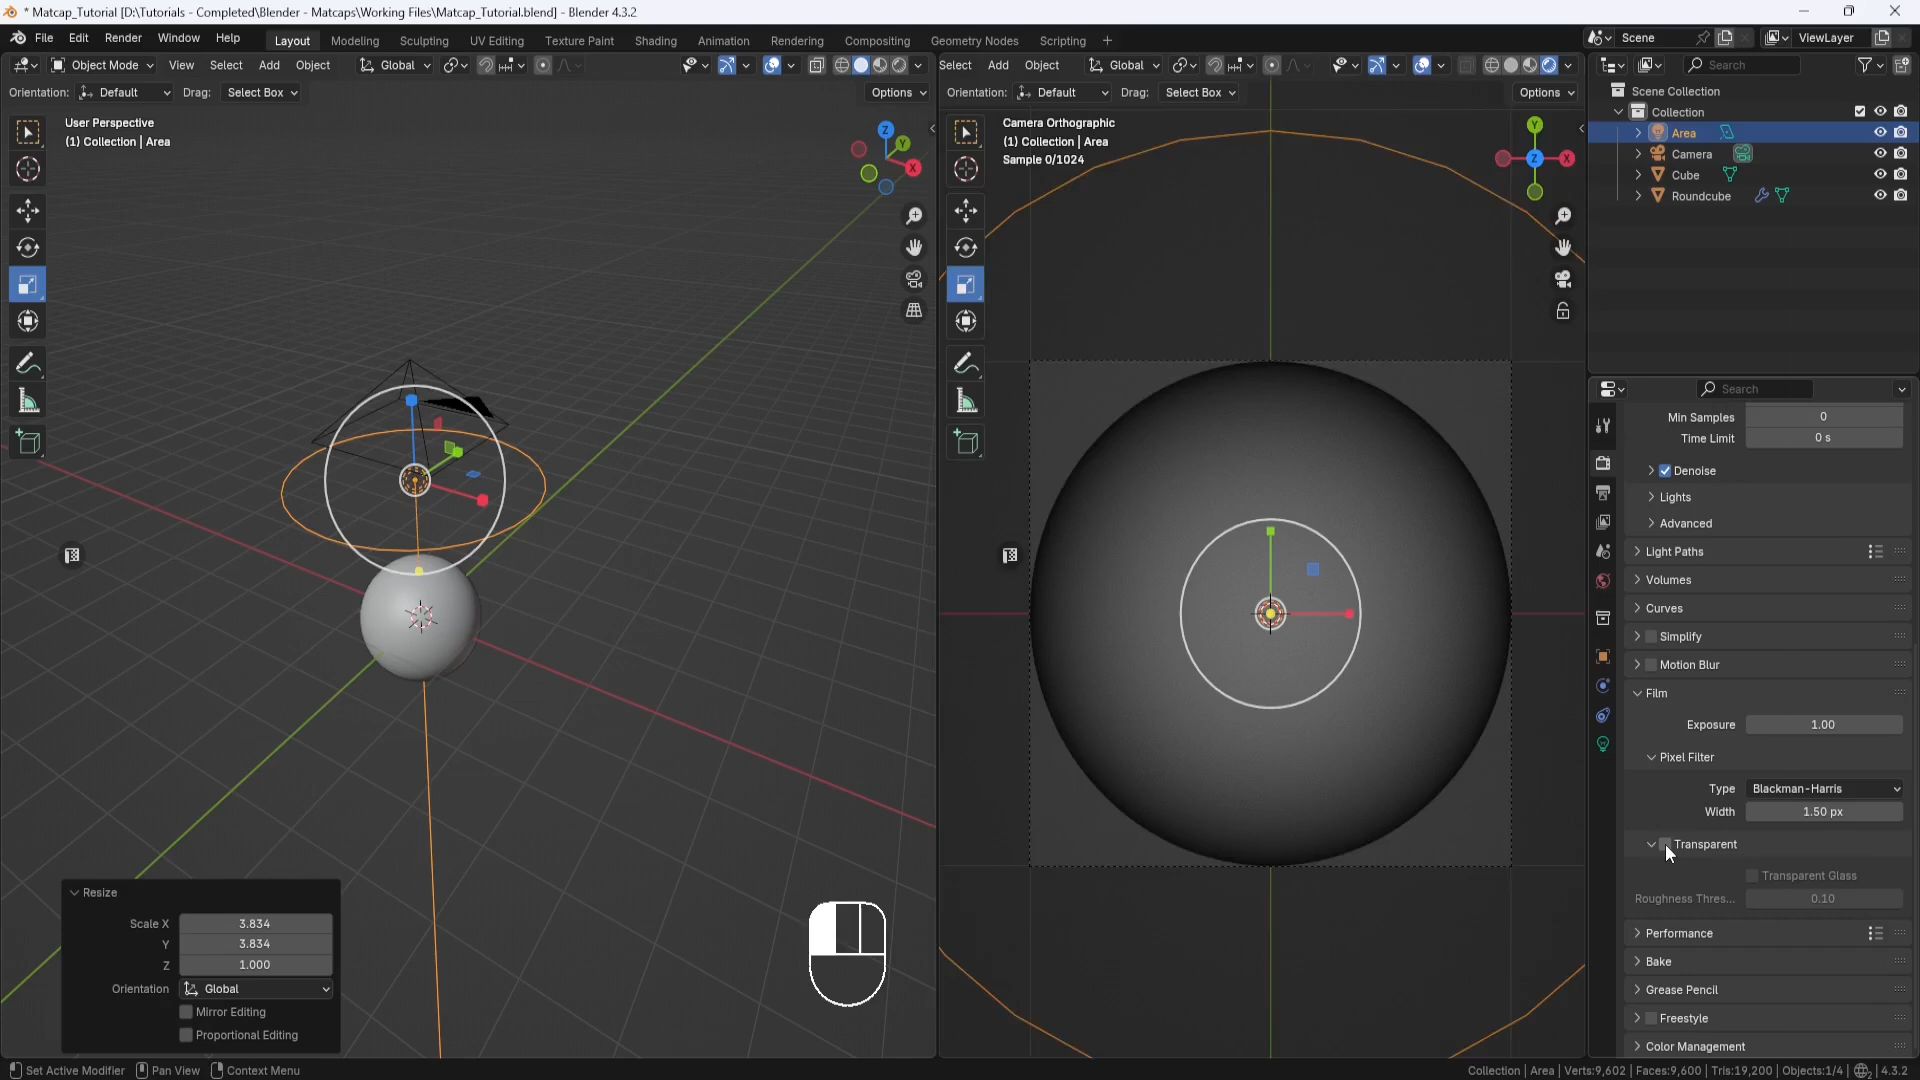 * Matcap_Tutorial [D:\Tutorials - Completed\Blender - Matcaps\Working Files\Matcap_Tutorial.blend] - Blender 4.3.2
File Edit Render Window Help Layout Modeling Sculpting UV Editing Texture Paint Shading Animation Rendering Compositing Geometry Nodes Scripting + Scene ViewLayer
Object Mode View Select Add Object Global
Select Add Object Global
Search
Orientation: Default Drag: Select Box Options
Orientation: Default Drag: Select Box Options
User Perspective
(1) Collection | Area
Z
Y
X
Camera Orthographic
(1) Collection | Area
Sample 0/1024
Y
Z
X
Scene Collection
Collection
Area
Camera
Cube
Roundcube
Search
Min Samples 0
Time Limit 0 s
Denoise
Lights
Advanced
Light Paths
Volumes
Curves
Simplify
Motion Blur
Film
Exposure 1.00
Pixel Filter
Type Blackman-Harris
Width 1.50 px
Transparent
Transparent Glass
Roughness Thres... 0.10
Performance
Bake
Grease Pencil
Freestyle
Color Management
Resize
Scale X 3.834
Y 3.834
Z 1.000
Orientation Global
Mirror Editing
Proportional Editing
Set Active Modifier Pan View Context Menu
Collection | Area | Verts:9,602 | Faces:9,600 | Tris:19,200 | Objects:1/4 | 4.3.2